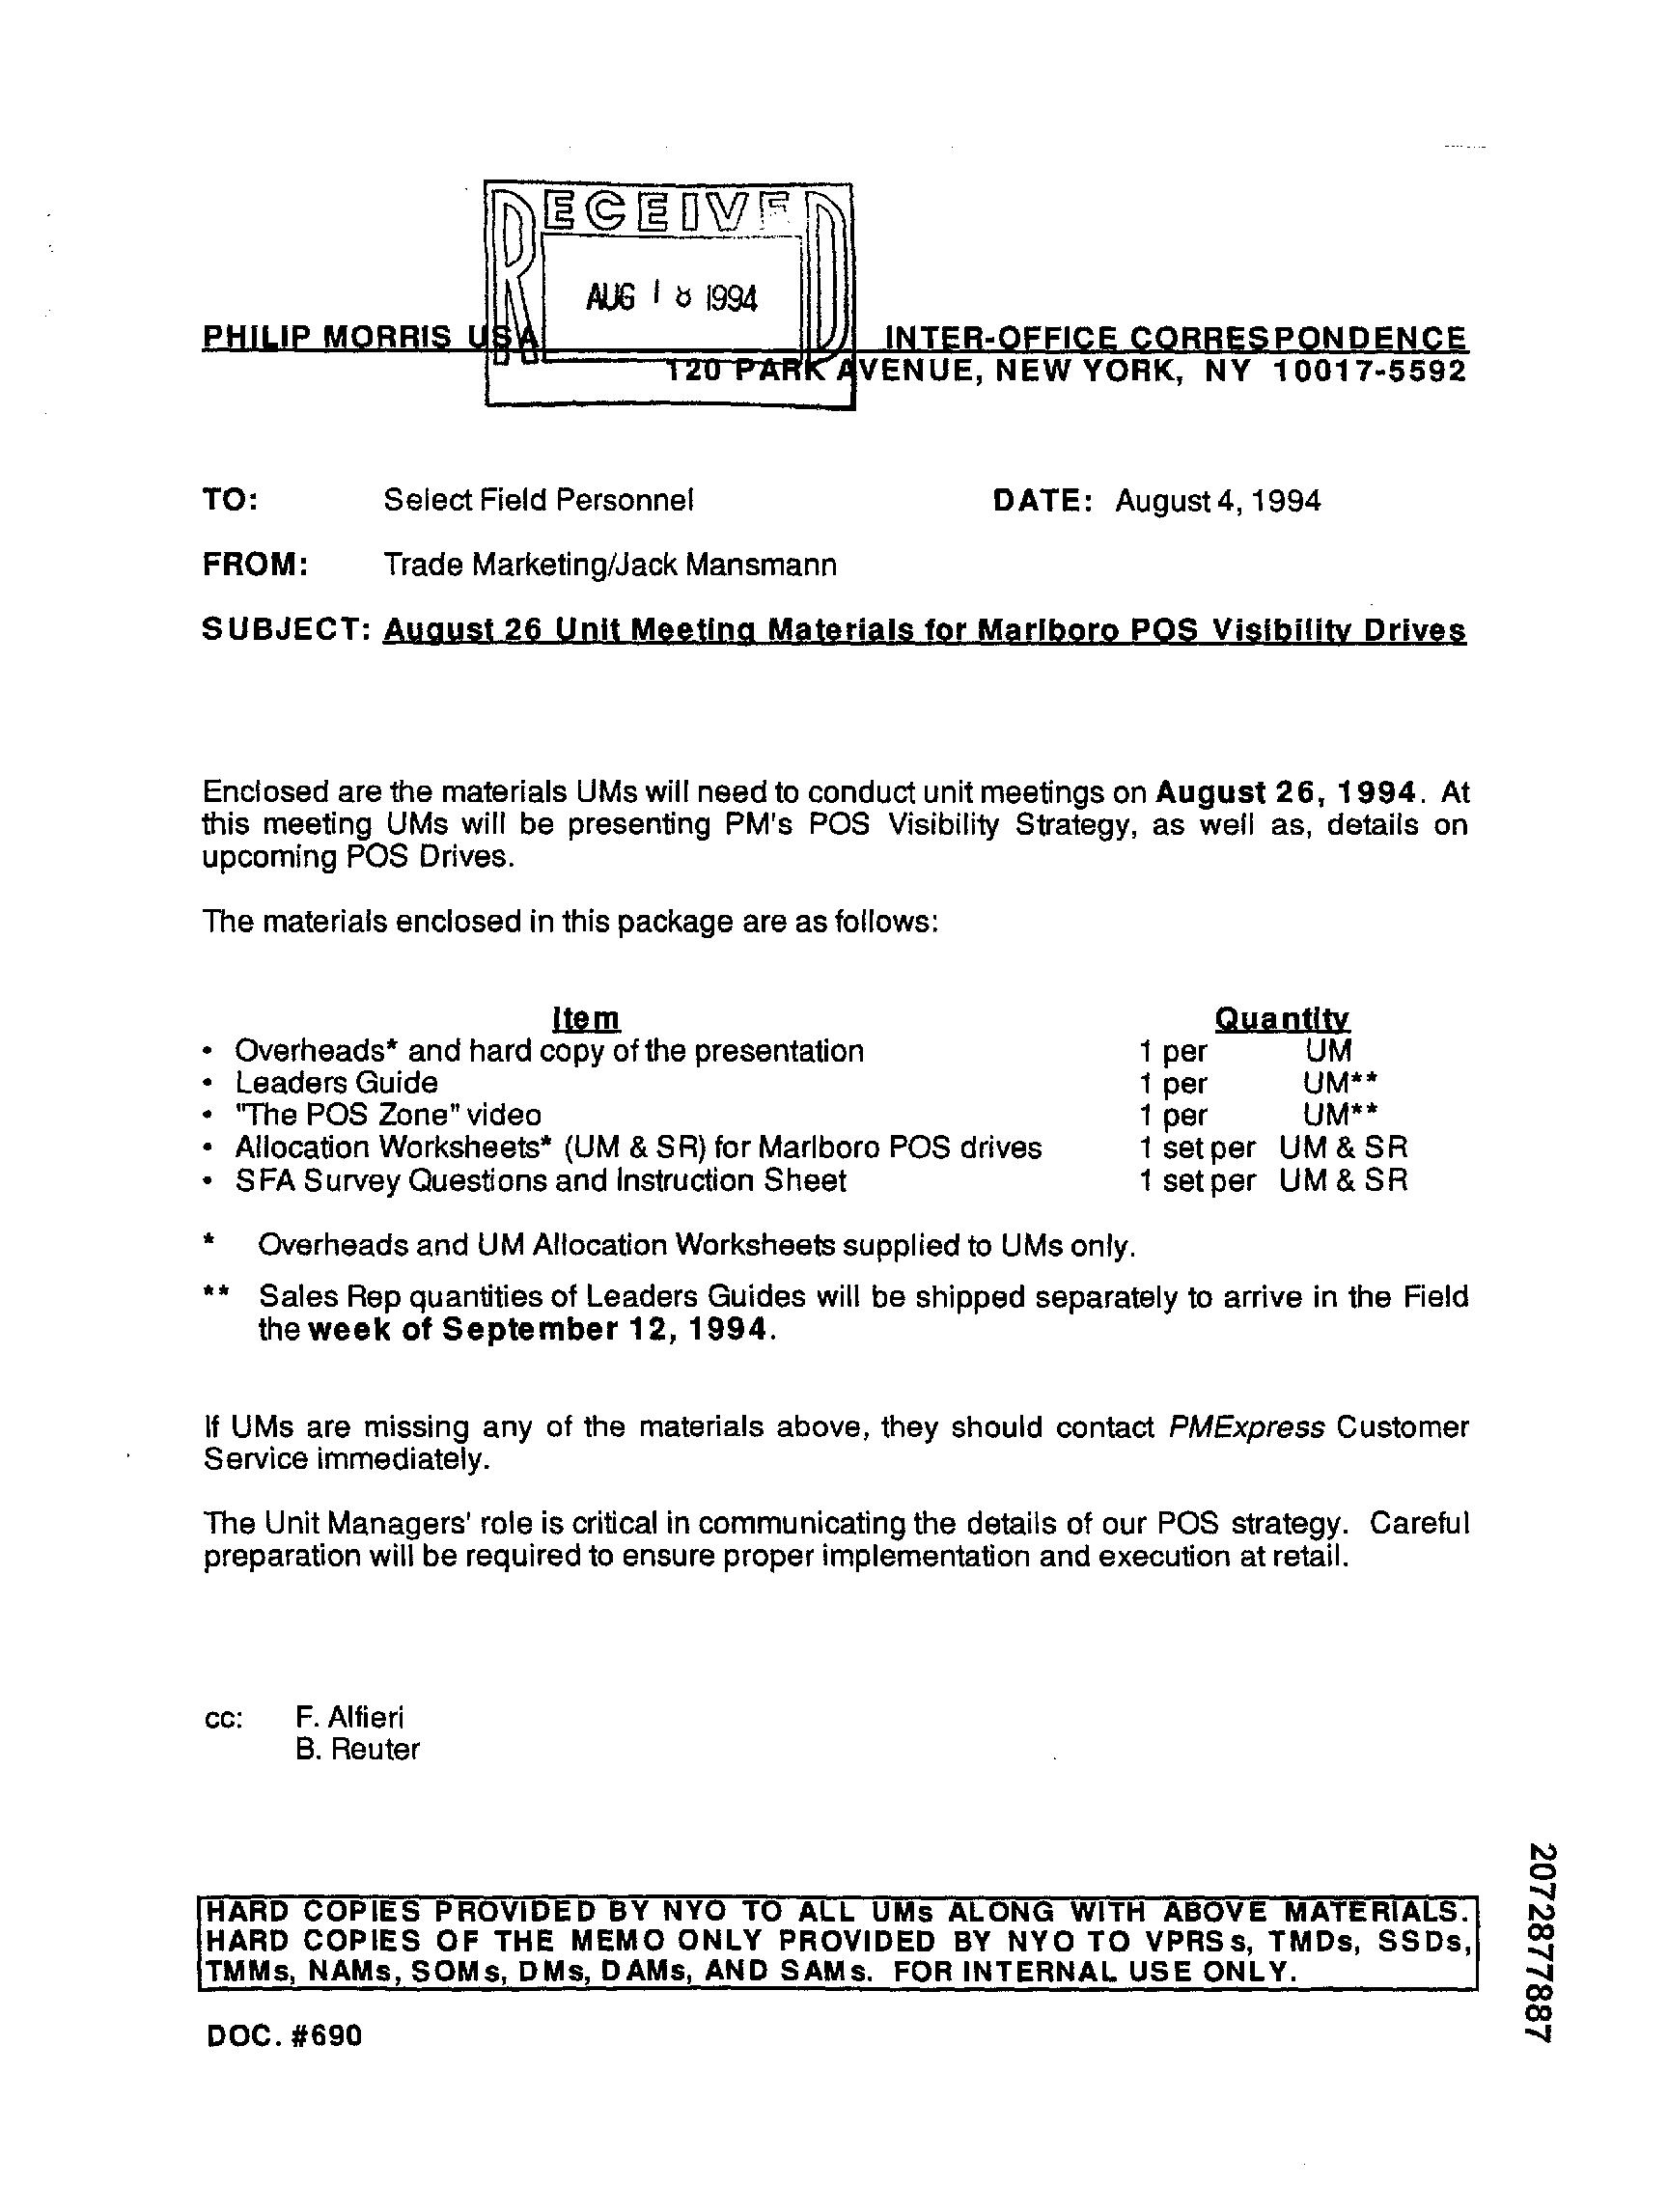 RECEIVED
AUG 18 1994
PHILIP MORRIS USA INTER-OFFICE CORRESPONDENCE
120 PARK AVENUE, NEW YORK, NY 10017-5592
TO: Select Field Personnel DATE: August 4, 1994
FROM: Trade Marketing/Jack Mansmann
SUBJECT: August 26 Unit Meeting Materials for Marlboro POS Visibility Drives
Enclosed are the materials UMs will need to conduct unit meetings on August 26, 1994. At
this meeting UMs will be presenting PM's POS Visibility Strategy, as well as, details on
upcoming POS Drives.
The materials enclosed in this package are as follows:
Item Quantity
• Overheads* and hard copy of the presentation 1 per UM
• Leaders Guide 1 per UM**
• "The POS Zone" video 1 per UM**
• Allocation Worksheets* (UM & SR) for Marlboro POS drives 1 set per UM & SR
• SFA Survey Questions and Instruction Sheet 1 set per UM & SR
* Overheads and UM Allocation Worksheets supplied to UMs only.
** Sales Rep quantities of Leaders Guides will be shipped separately to arrive in the Field
the week of September 12, 1994.
If UMs are missing any of the materials above, they should contact PMExpress Customer
Service immediately.
The Unit Managers' role is critical in communicating the details of our POS strategy. Careful
preparation will be required to ensure proper implementation and execution at retail.
cc: F. Alfieri
B. Reuter
HARD COPIES PROVIDED BY NYO TO ALL UMs ALONG WITH ABOVE MATERIALS.
HARD COPIES OF THE MEMO ONLY PROVIDED BY NYO TO VPRSs, TMDs, SSDs,
TMMs, NAMs, SOMs, DMs, DAMs, AND SAMs. FOR INTERNAL USE ONLY.
DOC. #690
2072877887